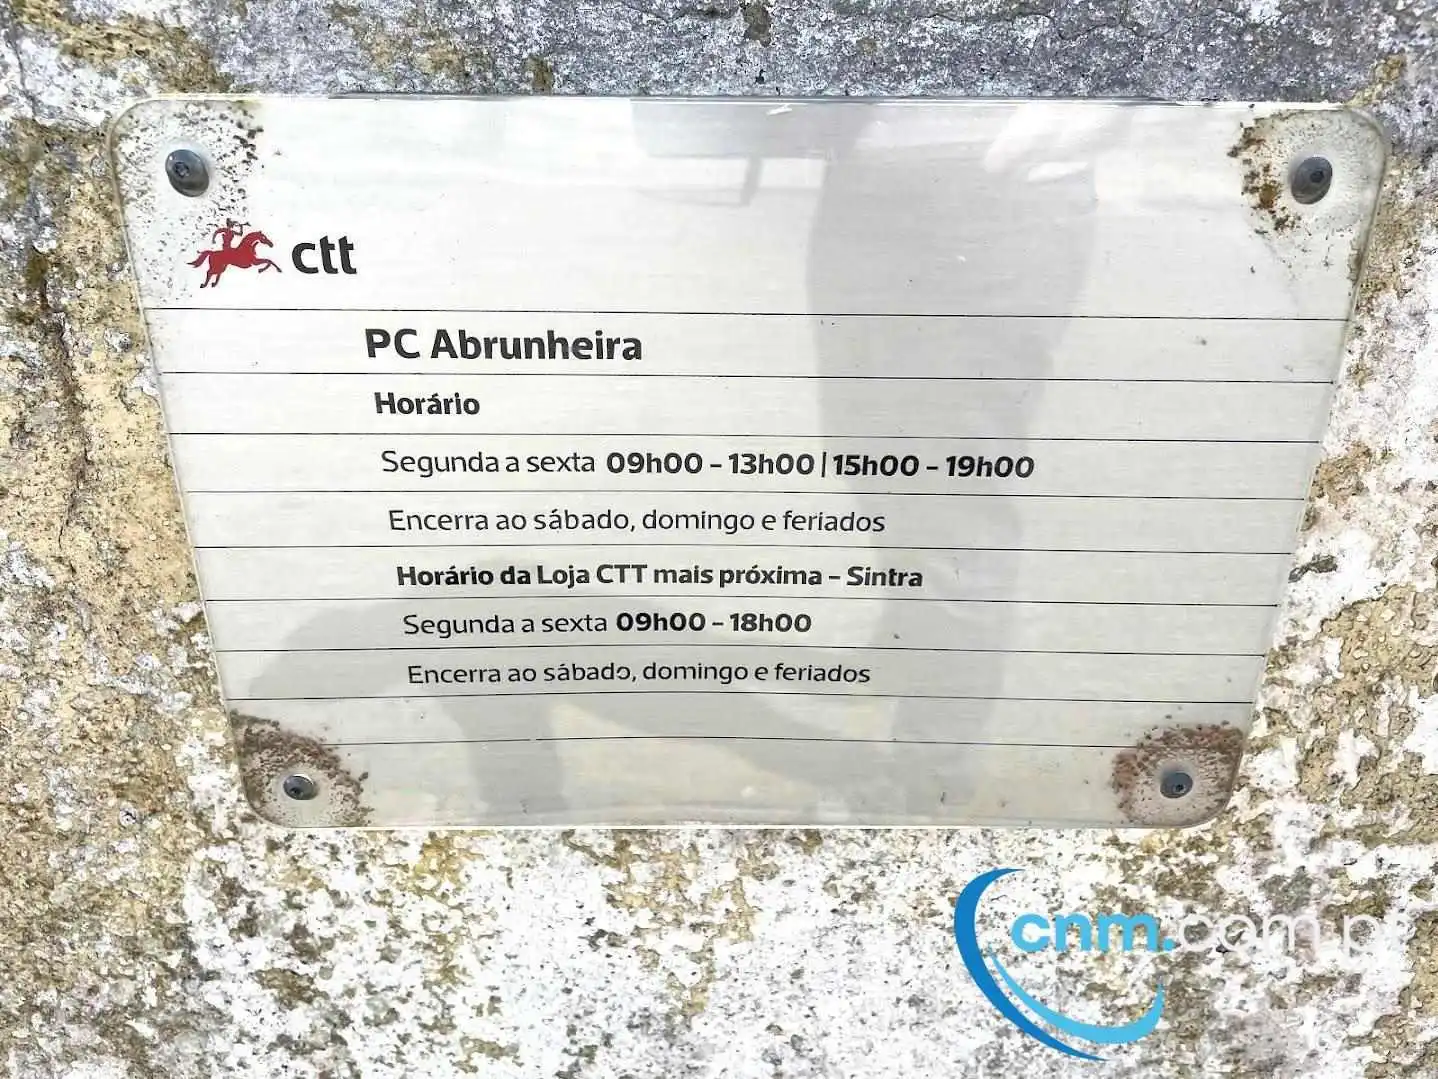 ctt
PC Abrunheira
Horário
Segunda a sexta 09h00 - 13h00 | 15h00 - 19h00
Encerra ao sábado, domingo e feriados
Horário da Loja CTT mais próxima - Sintra
Segunda a sexta 09h00 - 18h00
Encerra ao sábado, domingo e feriados
cnm.com.pt